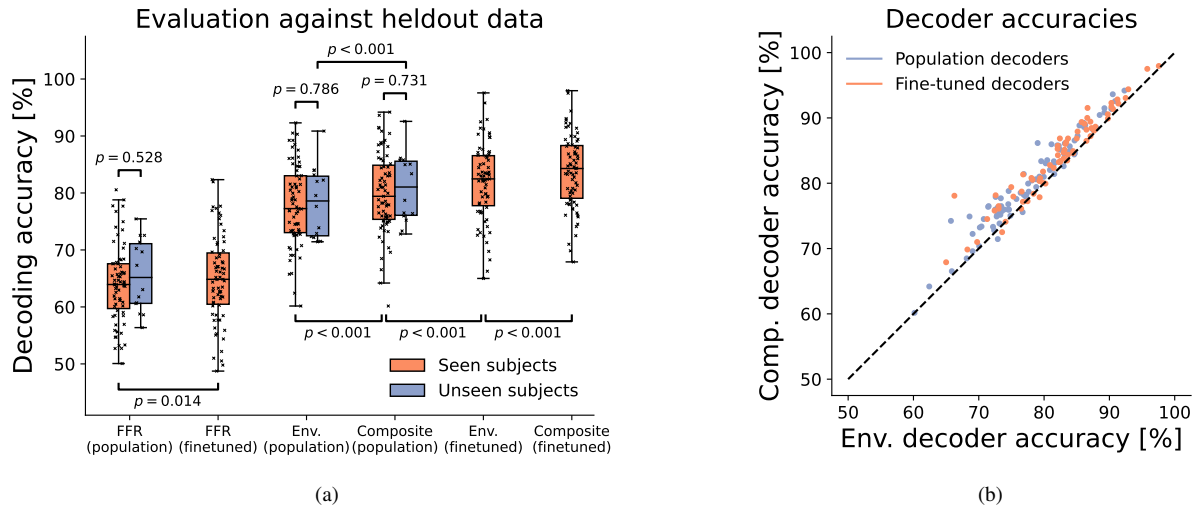 Evaluation against heldout data
Decoding accuracy [%]
100
90
80
70
60
50
p = 0.528
p < 0.001
p = 0.786
p = 0.731
p < 0.001
p < 0.001
p < 0.001
p = 0.014
Seen subjects
Unseen subjects
FFR
(population)
FFR
(finetuned)
Env.
(population)
Composite
(population)
Env.
(finetuned)
Composite
(finetuned)
(a)
Decoder accuracies
Comp. decoder accuracy [%]
100
90
80
70
60
50
Population decoders
Fine-tuned decoders
50
60
70
80
90
100
Env. decoder accuracy [%]
(b)